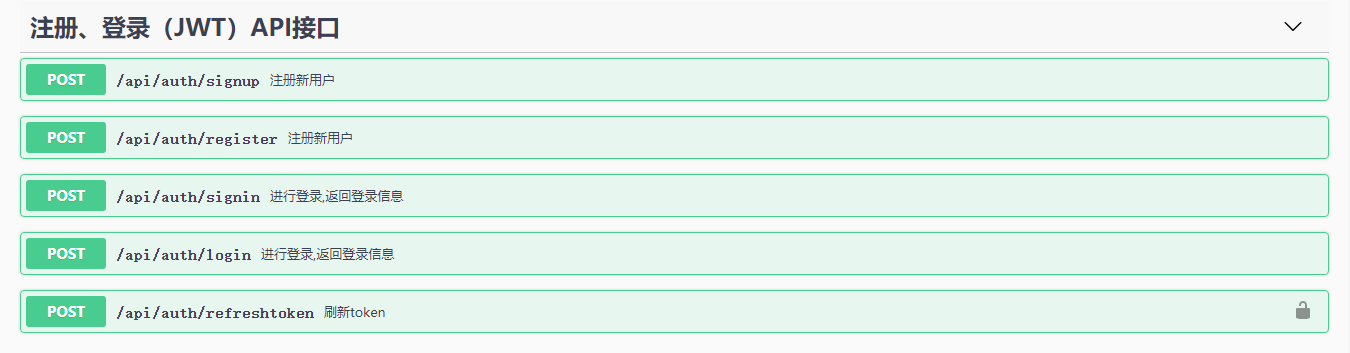 注册、登录（JWT）API接口
POST /api/auth/signup 注册新用户
POST /api/auth/register 注册新用户
POST /api/auth/signin 进行登录,返回登录信息
POST /api/auth/login 进行登录,返回登录信息
POST /api/auth/refreshtoken 刷新token